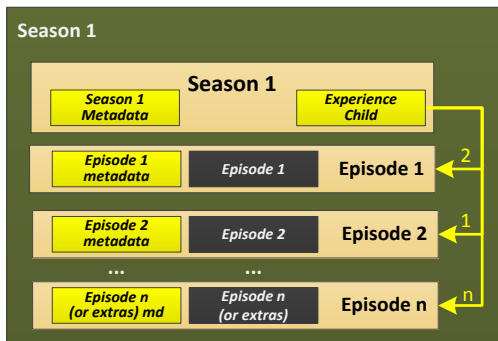 Season 1
Season 1
Season 1
Metadata
Experience
Child
Episode 1
metadata
Episode 1
Episode 1
2
Episode 2
metadata
Episode 2
Episode 2
1
... ...
Episode n
(or extras) md
Episode n
(or extras)
Episode n
n